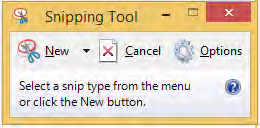 Snipping Tool
New Cancel Options
Select a snip type from the menu
or click the New button.